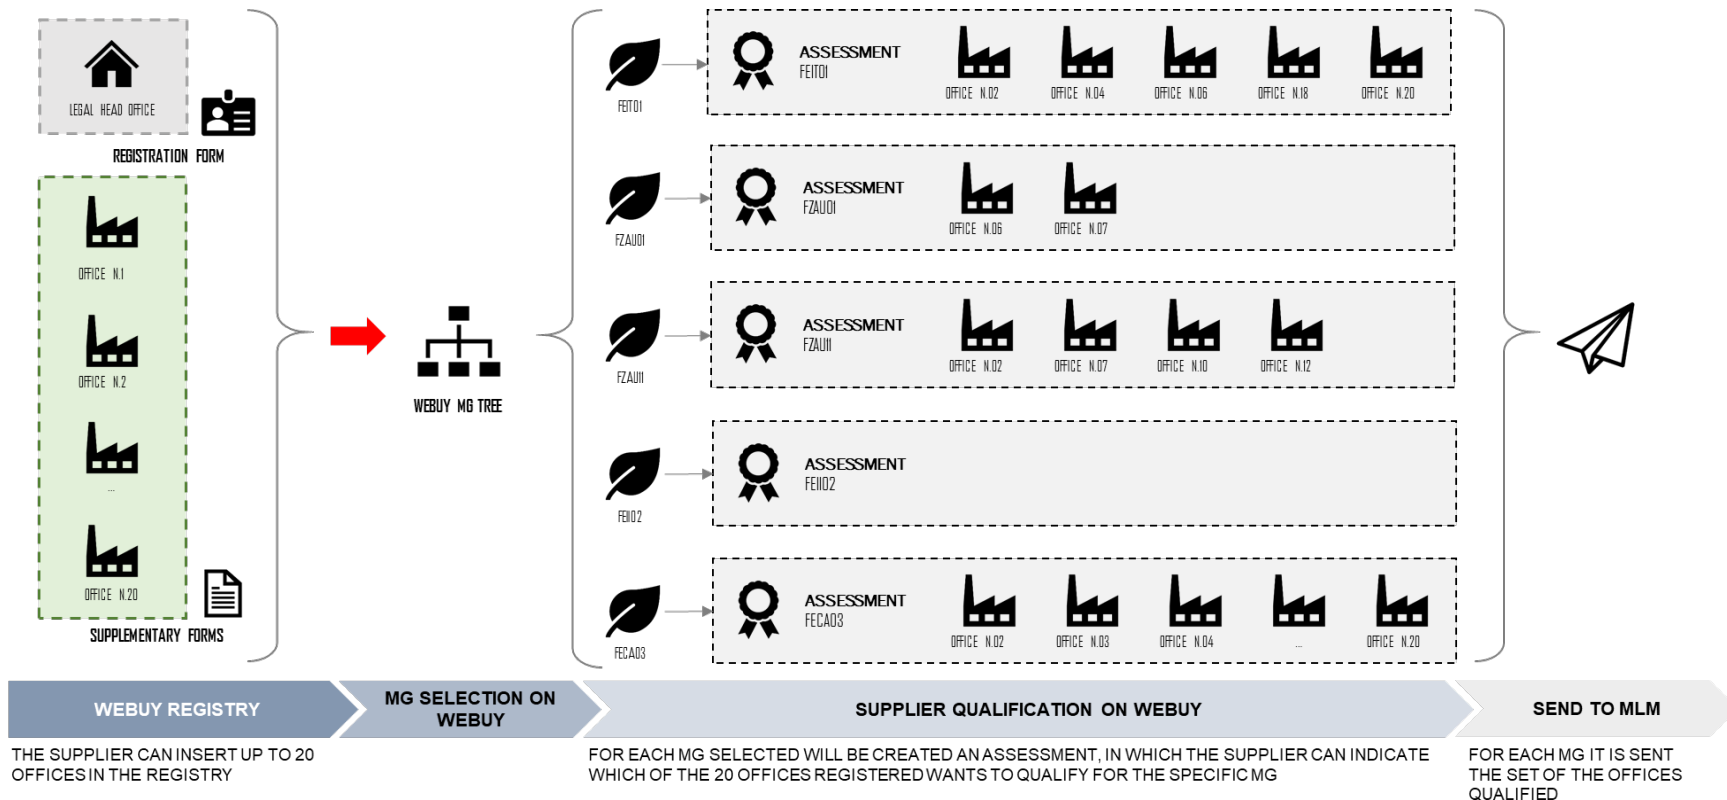 LEGAL HEAD OFFICE
REGISTRATION FORM
OFFICE N.1
OFFICE N.2
...
OFFICE N.20
SUPPLEMENTARY FORMS
WEBUY MG TREE
FEIT01
ASSESSMENT
FEIT01
OFFICE N.02
OFFICE N.04
OFFICE N.06
OFFICE N.18
OFFICE N.20
FZAU01
ASSESSMENT
FZAU01
OFFICE N.06
OFFICE N.07
FZAU11
ASSESSMENT
FZAU11
OFFICE N.02
OFFICE N.07
OFFICE N.10
OFFICE N.12
FEII02
ASSESSMENT
FEII02
FECA03
ASSESSMENT
FECA03
OFFICE N.02
OFFICE N.03
OFFICE N.04
...
OFFICE N.20
WEBUY REGISTRY
MG SELECTION ON
WEBUY
SUPPLIER QUALIFICATION ON WEBUY
SEND TO MLM
THE SUPPLIER CAN INSERT UP TO 20
OFFICES IN THE REGISTRY
FOR EACH MG SELECTED WILL BE CREATED AN ASSESSMENT, IN WHICH THE SUPPLIER CAN INDICATE
WHICH OF THE 20 OFFICES REGISTERED WANTS TO QUALIFY FOR THE SPECIFIC MG
FOR EACH MG IT IS SENT
THE SET OF THE OFFICES
QUALIFIED